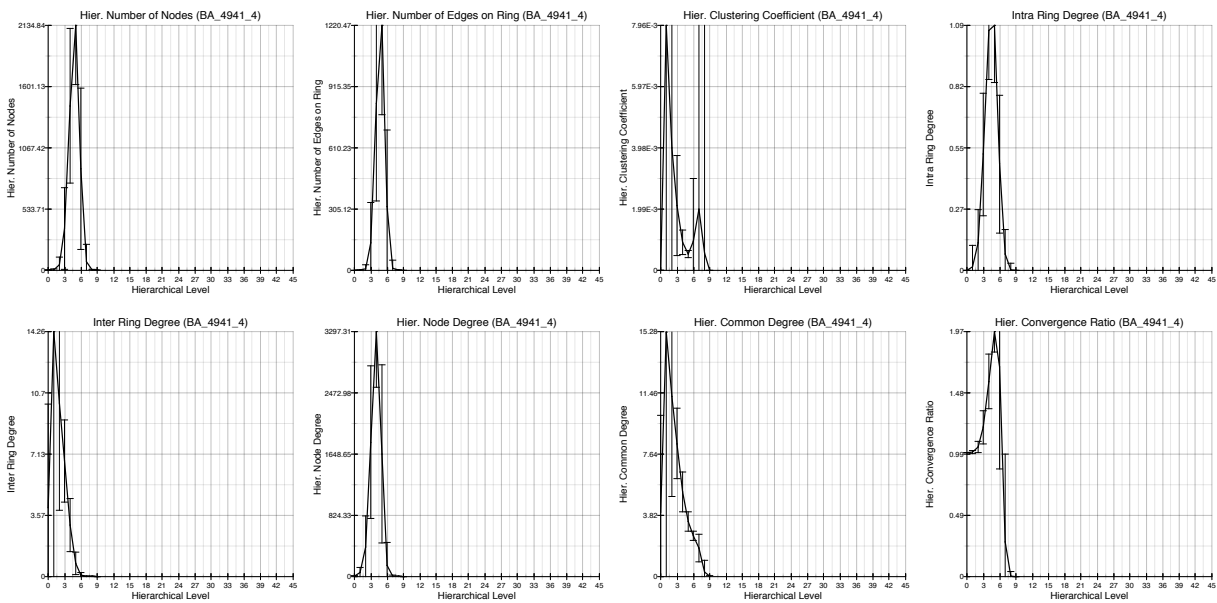 Hier. Number of Nodes (BA_4941_4)
2134.84
1601.13
1067.42
533.71
0
Hier. Number of Nodes
0 3 6 9 12 15 18 21 24 27 30 33 36 39 42 45
Hierarchical Level
Hier. Number of Edges on Ring (BA_4941_4)
1220.47
915.35
610.23
305.12
0
Hier. Number of Edges on Ring
0 3 6 9 12 15 18 21 24 27 30 33 36 39 42 45
Hierarchical Level
Hier. Clustering Coefficient (BA_4941_4)
7.96E-3
5.97E-3
3.98E-3
1.99E-3
0
Hier. Clustering Coefficient
0 3 6 9 12 15 18 21 24 27 30 33 36 39 42 45
Hierarchical Level
Intra Ring Degree (BA_4941_4)
1.09
0.82
0.55
0.27
0
Intra Ring Degree
0 3 6 9 12 15 18 21 24 27 30 33 36 39 42 45
Hierarchical Level
Inter Ring Degree (BA_4941_4)
14.26
10.7
7.13
3.57
0
Inter Ring Degree
0 3 6 9 12 15 18 21 24 27 30 33 36 39 42 45
Hierarchical Level
Hier. Node Degree (BA_4941_4)
3297.31
2472.98
1648.65
824.33
0
Hier. Node Degree
0 3 6 9 12 15 18 21 24 27 30 33 36 39 42 45
Hierarchical Level
Hier. Common Degree (BA_4941_4)
15.28
11.46
7.64
3.82
0
Hier. Common Degree
0 3 6 9 12 15 18 21 24 27 30 33 36 39 42 45
Hierarchical Level
Hier. Convergence Ratio (BA_4941_4)
1.97
1.48
0.99
0.49
0
Hier. Convergence Ratio
0 3 6 9 12 15 18 21 24 27 30 33 36 39 42 45
Hierarchical Level